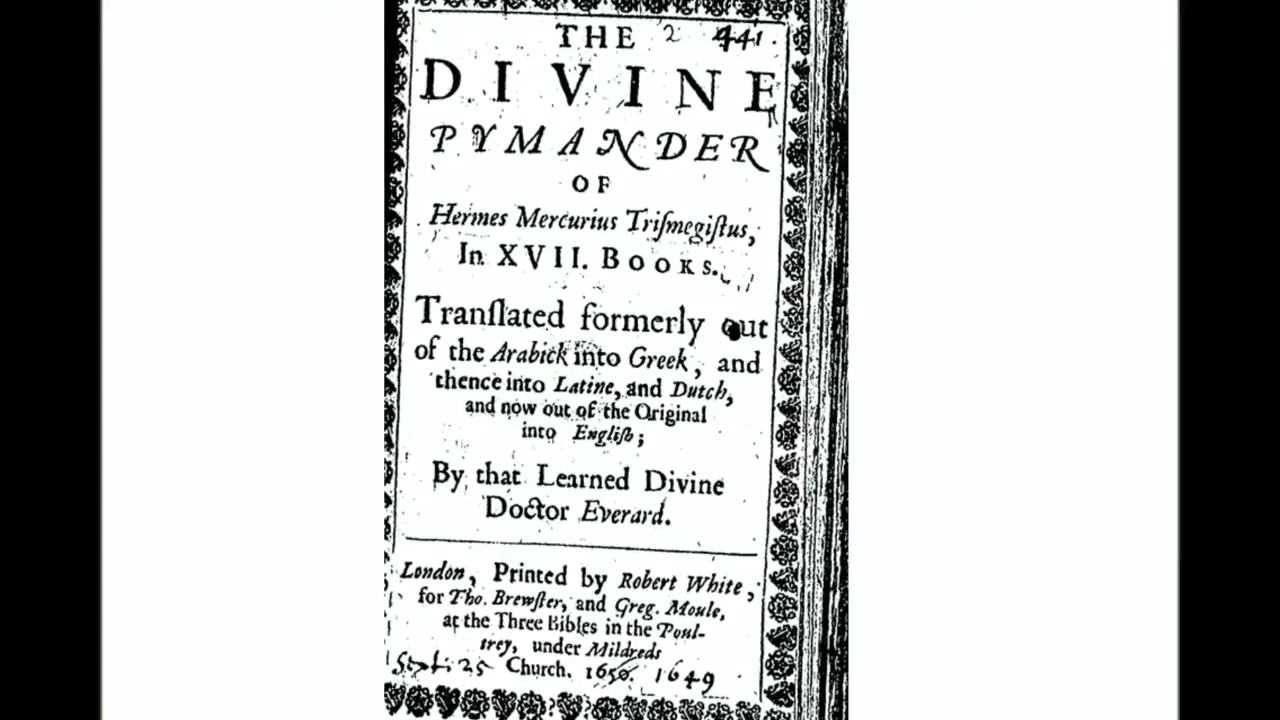 THE 2 441.
DIVINE
PYMANDER
OF
Hermes Mercurius Triſmegiſtus,
In XVII. BOOKS.
Tranſlated formerly out
of the Arabick into Greek, and
thence into Latine, and Dutch,
and now out of the Original
into Engliſh;
By that Learned Divine
Doctor Everard.
London, Printed by Robert White,
for Tho. Brewſter, and Greg. Moule,
at the Three Bibles in the Poul-
trey, under Mildreds
Sept: 25 Church. 1650. 1649